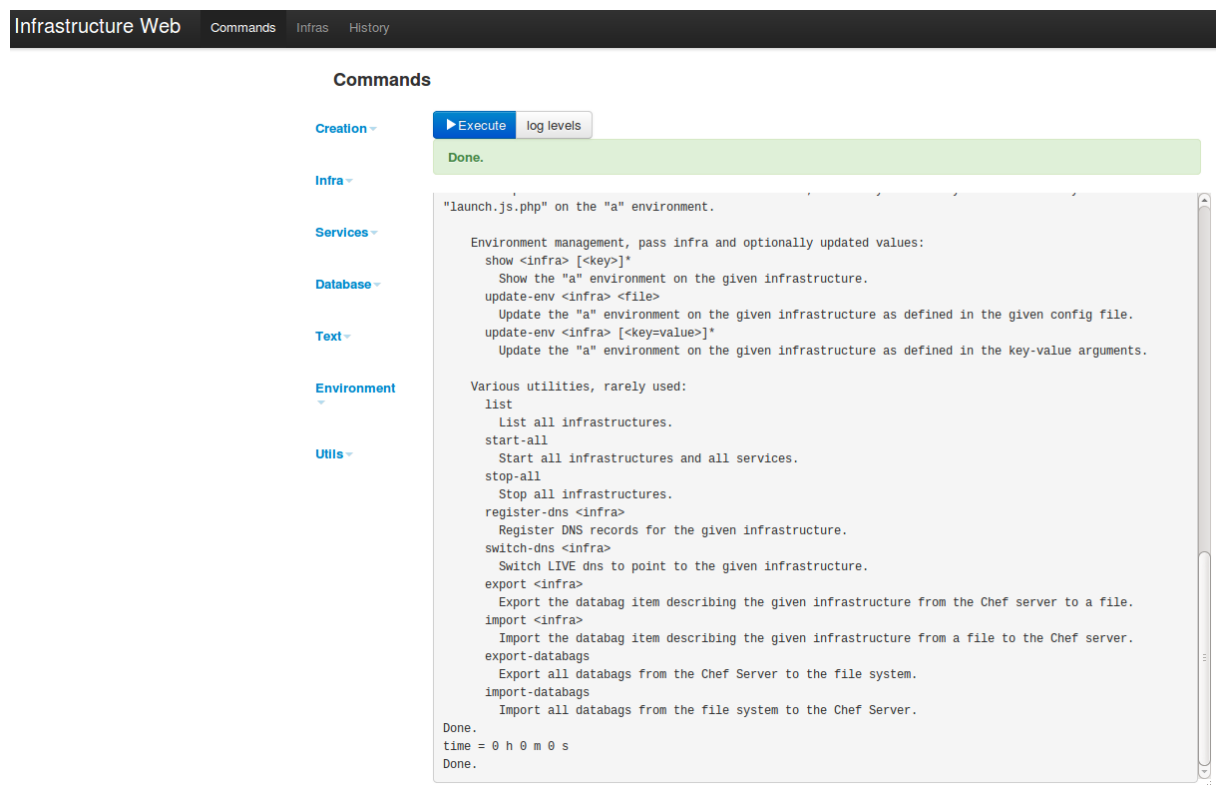 Infrastructure Web Commands Infras History
Commands
Creation
Infra
Services
Database
Text
Environment
Utils
Execute log levels
Done.
"launch.js.php" on the "a" environment.
Environment management, pass infra and optionally updated values:
show <infra> [<key>]*
Show the "a" environment on the given infrastructure.
update-env <infra> <file>
Update the "a" environment on the given infrastructure as defined in the given config file.
update-env <infra> [<key=value>]*
Update the "a" environment on the given infrastructure as defined in the key-value arguments.
Various utilities, rarely used:
list
List all infrastructures.
start-all
Start all infrastructures and all services.
stop-all
Stop all infrastructures.
register-dns <infra>
Register DNS records for the given infrastructure.
switch-dns <infra>
Switch LIVE dns to point to the given infrastructure.
export <infra>
Export the databag item describing the given infrastructure from the Chef server to a file.
import <infra>
Import the databag item describing the given infrastructure from a file to the Chef server.
export-databags
Export all databags from the Chef Server to the file system.
import-databags
Import all databags from the file system to the Chef Server.
Done.
time = 0 h 0 m 0 s
Done.